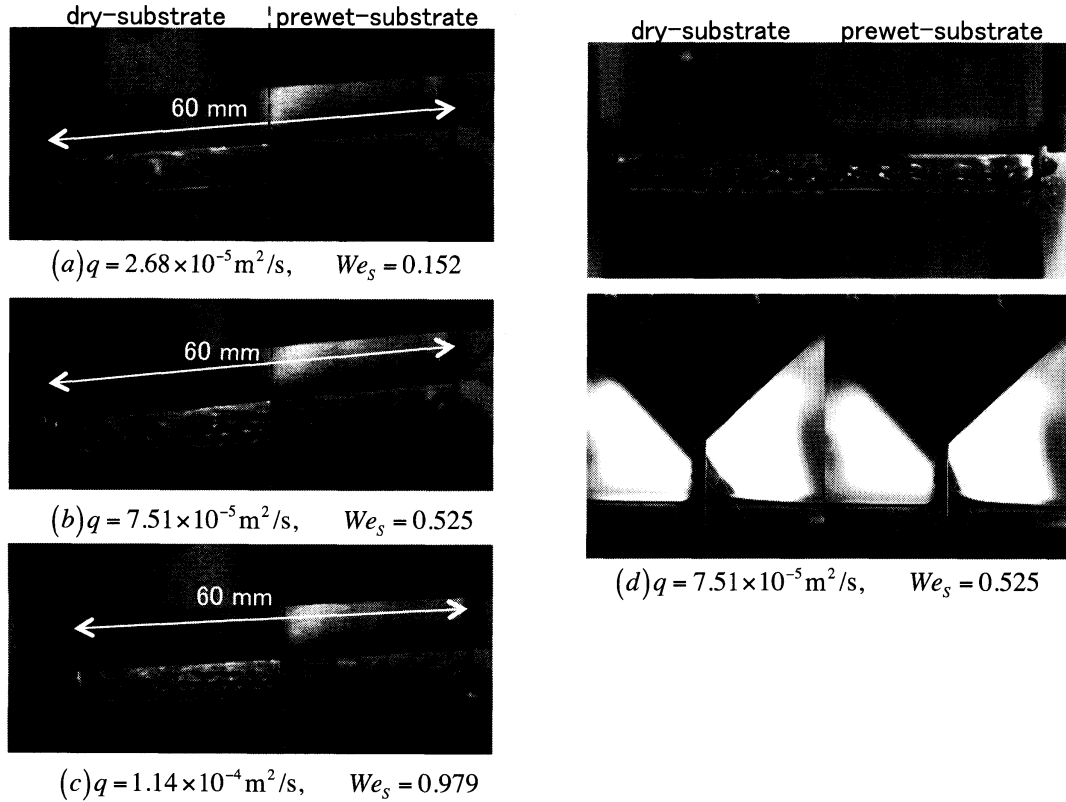 dry-substrate prewet-substrate
60 mm
(a) q = 2.68×10⁻⁵ m²/s, We_S = 0.152
60 mm
(b) q = 7.51×10⁻⁵ m²/s, We_S = 0.525
60 mm
(c) q = 1.14×10⁻⁴ m²/s, We_S = 0.979
dry-substrate prewet-substrate
(d) q = 7.51×10⁻⁵ m²/s, We_S = 0.525